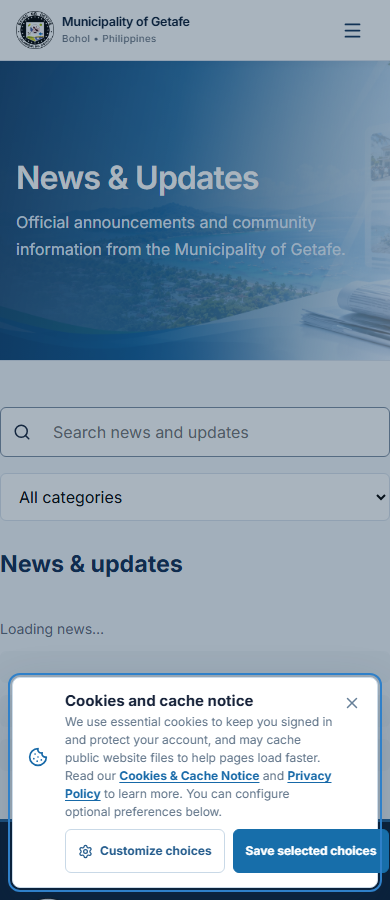 Municipality of Getafe
Bohol • Philippines
News & Updates
Official announcements and community
information from the Municipality of Getafe.
Search news and updates
All categories
News & updates
Loading news...
Cookies and cache notice
We use essential cookies to keep you signed in
and protect your account, and may cache
public website files to help pages load faster.
Read our Cookies & Cache Notice and Privacy
Policy to learn more. You can configure
optional preferences below.
Customize choices
Save selected choices